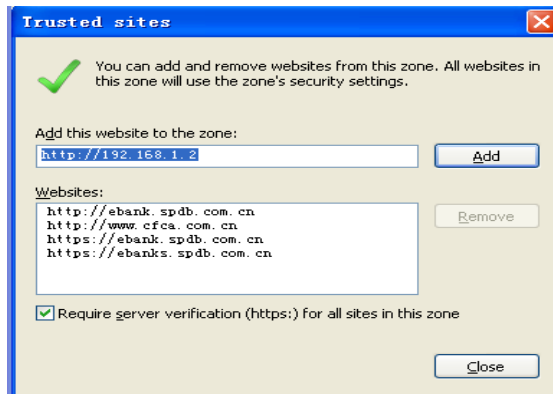 Trusted sites
You can add and remove websites from this zone. All websites in
this zone will use the zone's security settings.
Add this website to the zone:
http://192.168.1.2
Add
Websites:
http://ebank.spdb.com.cn
http://www.cfca.com.cn
https://ebank.spdb.com.cn
https://ebanks.spdb.com.cn
Remove
Require server verification (https:) for all sites in this zone
Close